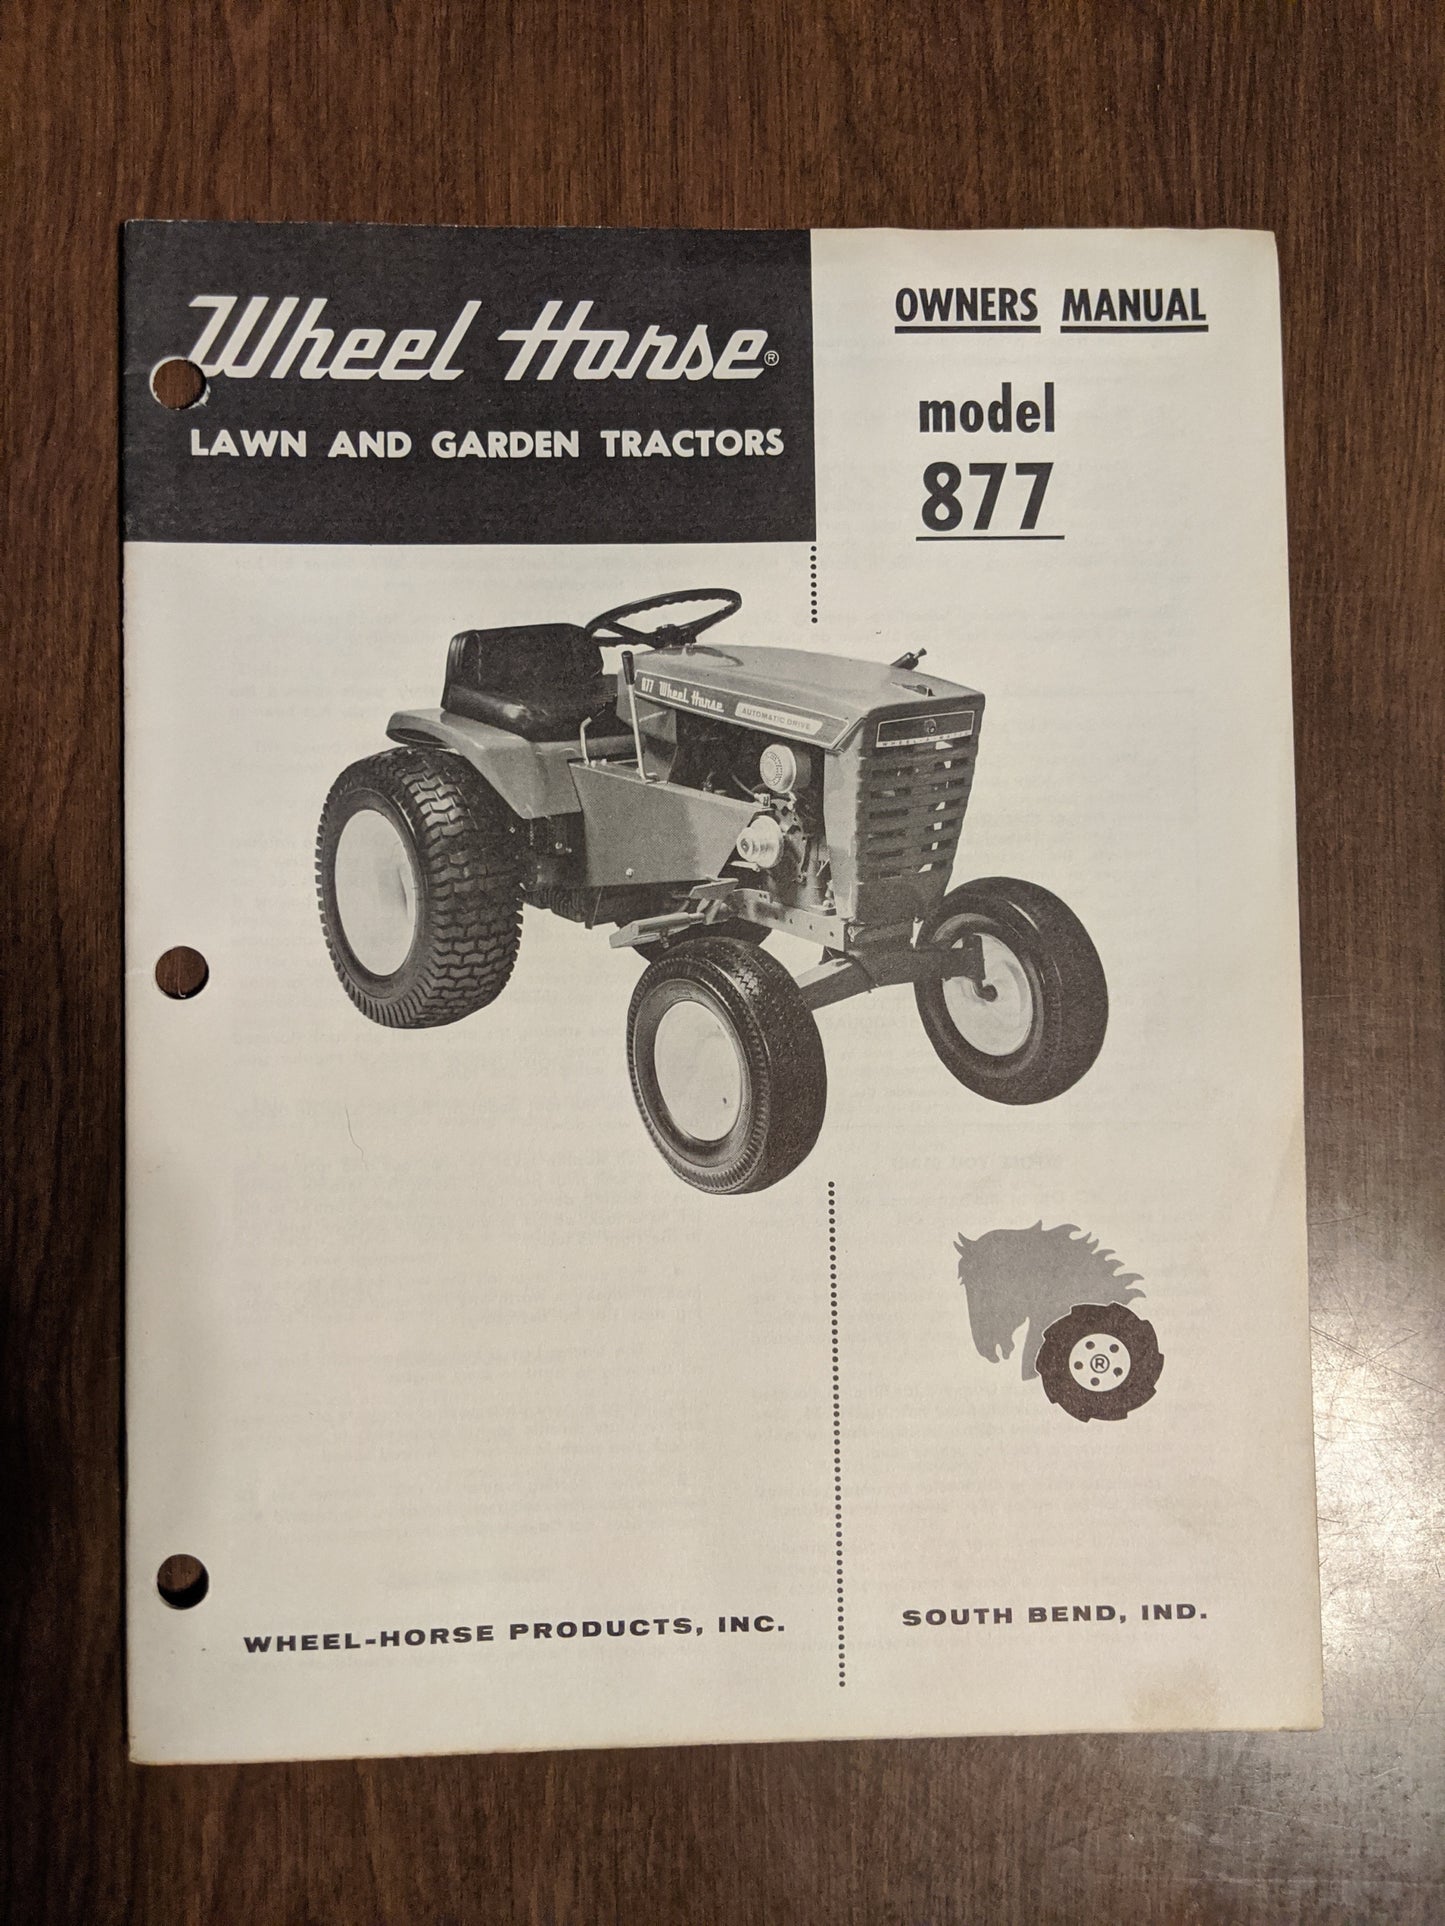 Wheel Horse®
LAWN AND GARDEN TRACTORS
OWNERS MANUAL
model
877
877 Wheel Horse
AUTOMATIC DRIVE
®
WHEEL-HORSE PRODUCTS, INC.
SOUTH BEND, IND.